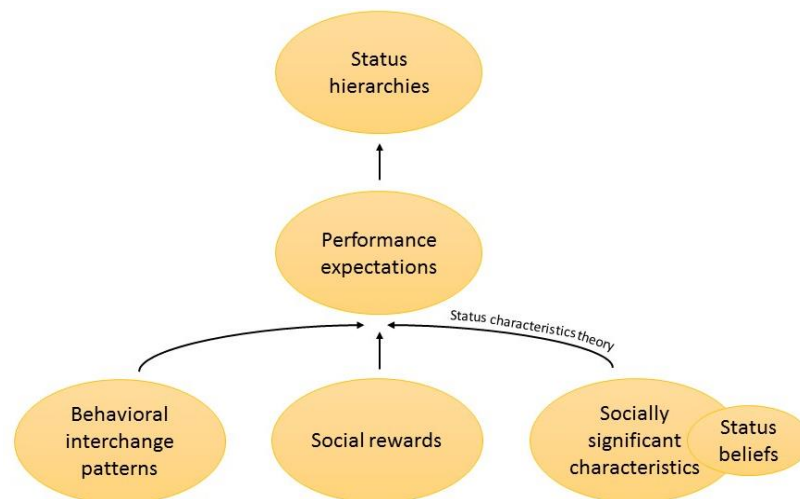 Status
hierarchies
Performance
expectations
Status characteristics theory
Behavioral
interchange
patterns
Social rewards
Socially
significant
characteristics
Status
beliefs